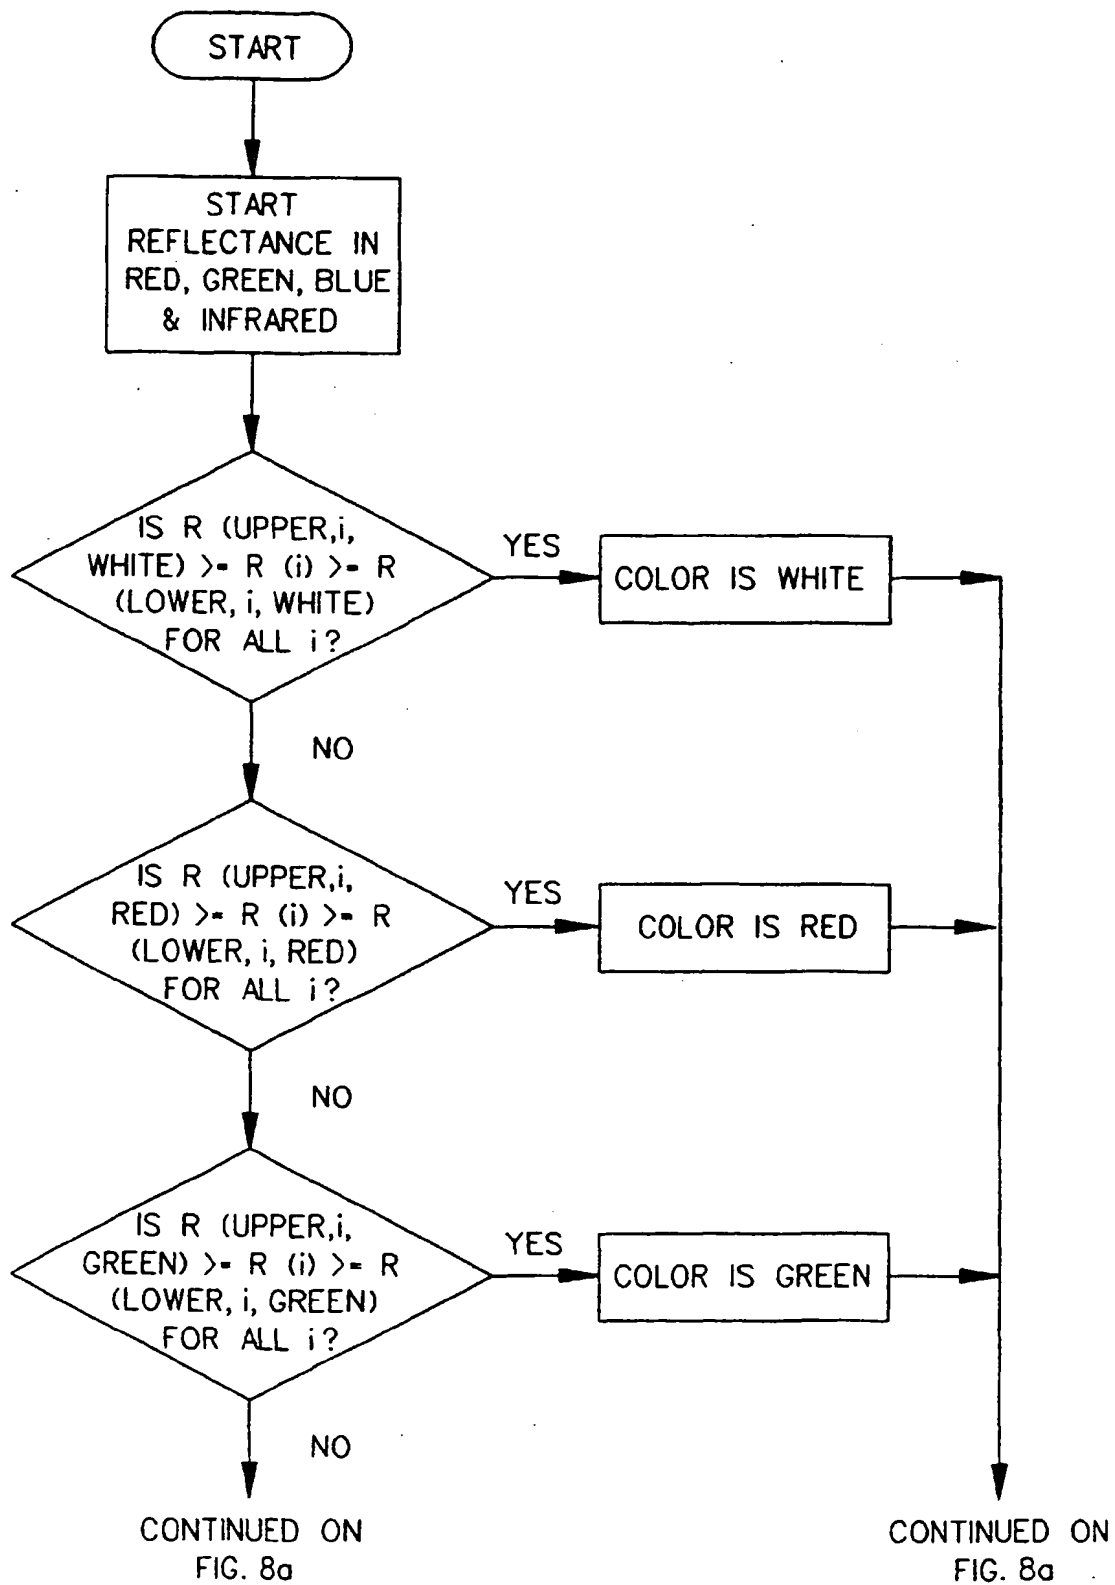 START
START
REFLECTANCE IN
RED, GREEN, BLUE
& INFRARED
IS R (UPPER,i,
WHITE) >= R (i) >= R
(LOWER, i, WHITE)
FOR ALL i?
YES
COLOR IS WHITE
NO
IS R (UPPER,i,
RED) >= R (i) >= R
(LOWER, i, RED)
FOR ALL i?
YES
COLOR IS RED
NO
IS R (UPPER,i,
GREEN) >= R (i) >= R
(LOWER, i, GREEN)
FOR ALL i?
YES
COLOR IS GREEN
NO
CONTINUED ON
FIG. 8a
CONTINUED ON
FIG. 8a